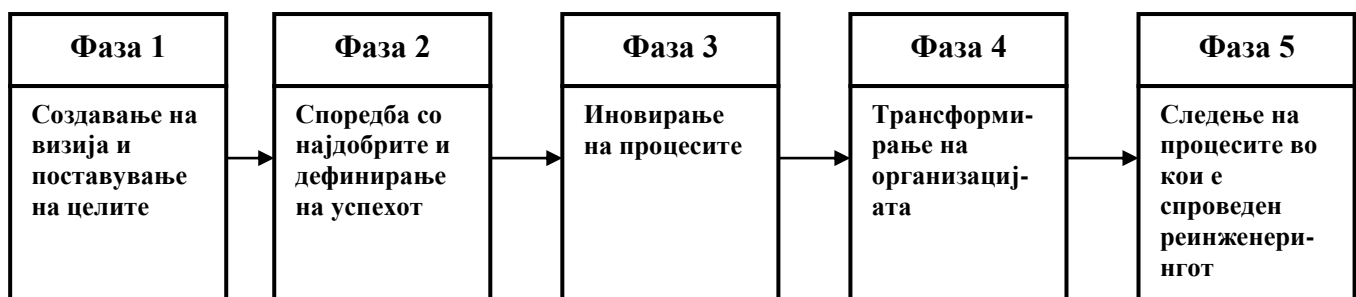 Фаза 1
Создавање на
визија и
поставување
на целите
Фаза 2
Споредба со
најдобрите и
дефинирање
на успехот
Фаза 3
Иновирање
на процесите
Фаза 4
Трансформи-
рање на
организациј-
ата
Фаза 5
Следење на
процесите во
кои е
спроведен
реинженери-
нгот